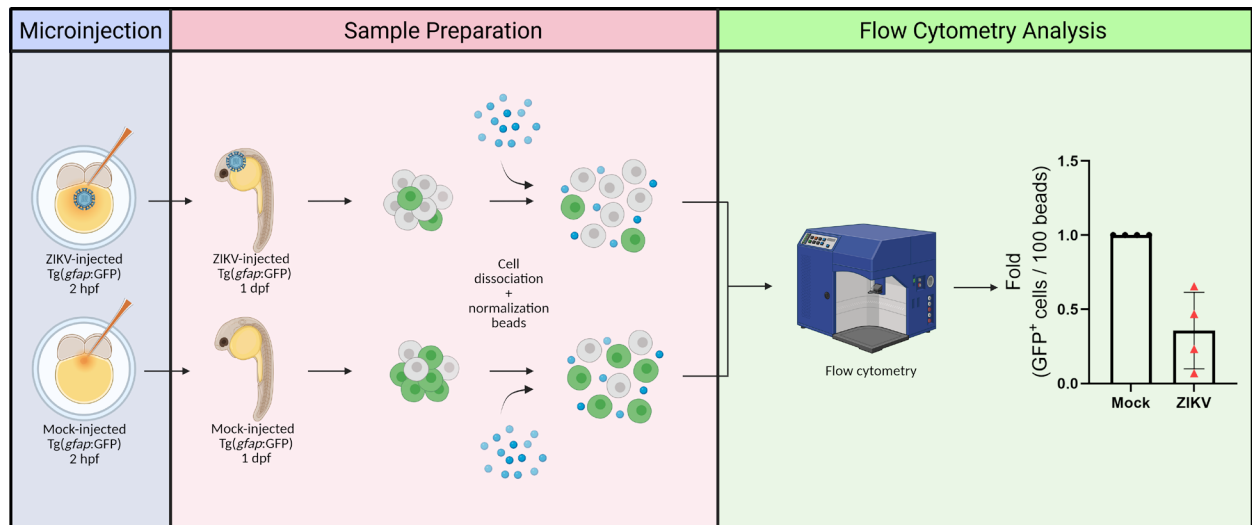 Microinjection
Sample Preparation
Flow Cytometry Analysis
ZIKV-injected
Tg(gfap:GFP)
2 hpf
ZIKV-injected
Tg(gfap:GFP)
1 dpf
Cell
dissociation
+
normalization
beads
Mock-injected
Tg(gfap:GFP)
2 hpf
Mock-injected
Tg(gfap:GFP)
1 dpf
Flow cytometry
Fold
(GFP⁺ cells / 100 beads)
1.5
1.0
0.5
0.0
Mock
ZIKV